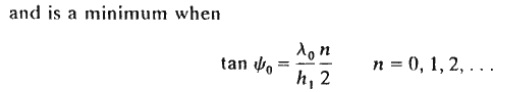 and is a minimum when
tan ψ₀ = λ₀/h₁ n/2    n = 0, 1, 2, . . .